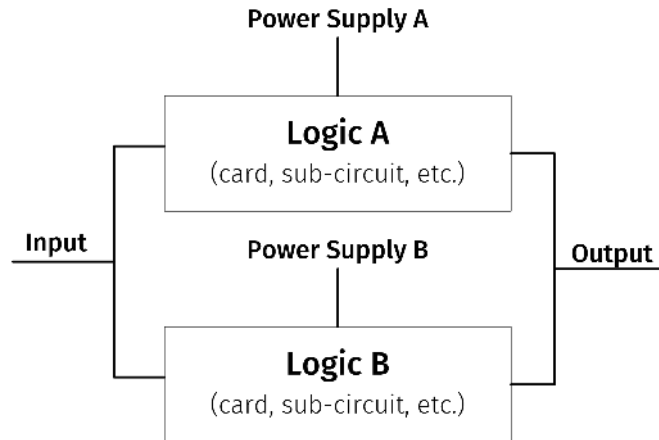 Power Supply A
Logic A
(card, sub-circuit, etc.)
Input
Power Supply B
Output
Logic B
(card, sub-circuit, etc.)